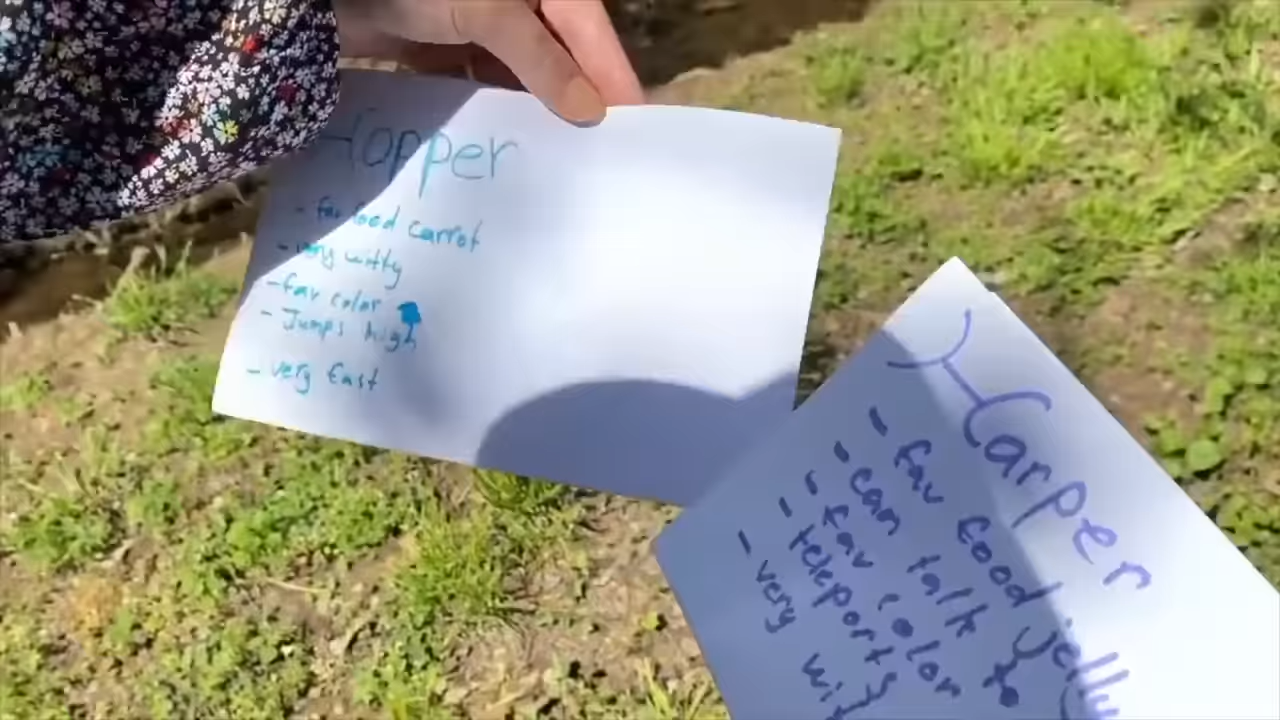 Hopper
- fav food carrot
- very witty
- fav color
- Jumps high
- very fast
Harper
- fav food jelly
- can talk to
- fav color
- teleports
- very